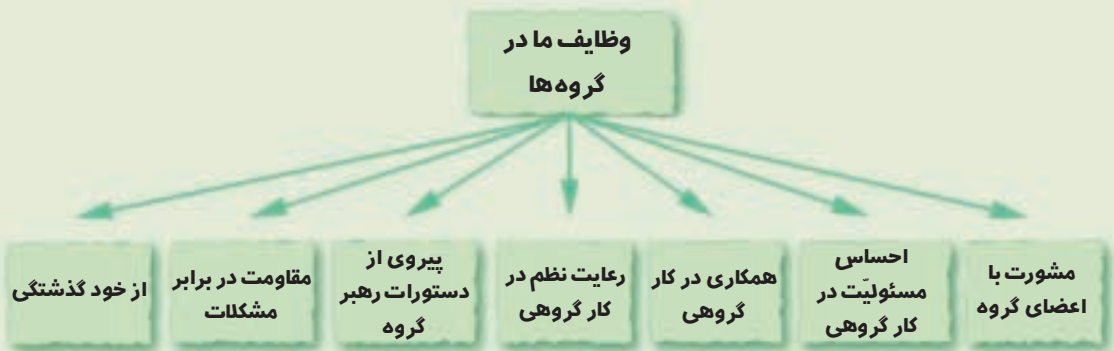 وظایف ما در
گروه‌ها
مشورت با
اعضای گروه
احساس
مسئولیّت در
کار گروهی
همکاری در کار
گروهی
رعایت نظم در
کار گروهی
پیروی از
دستورات رهبر
گروه
مقاومت در برابر
مشکلات
از خود گذشتگی